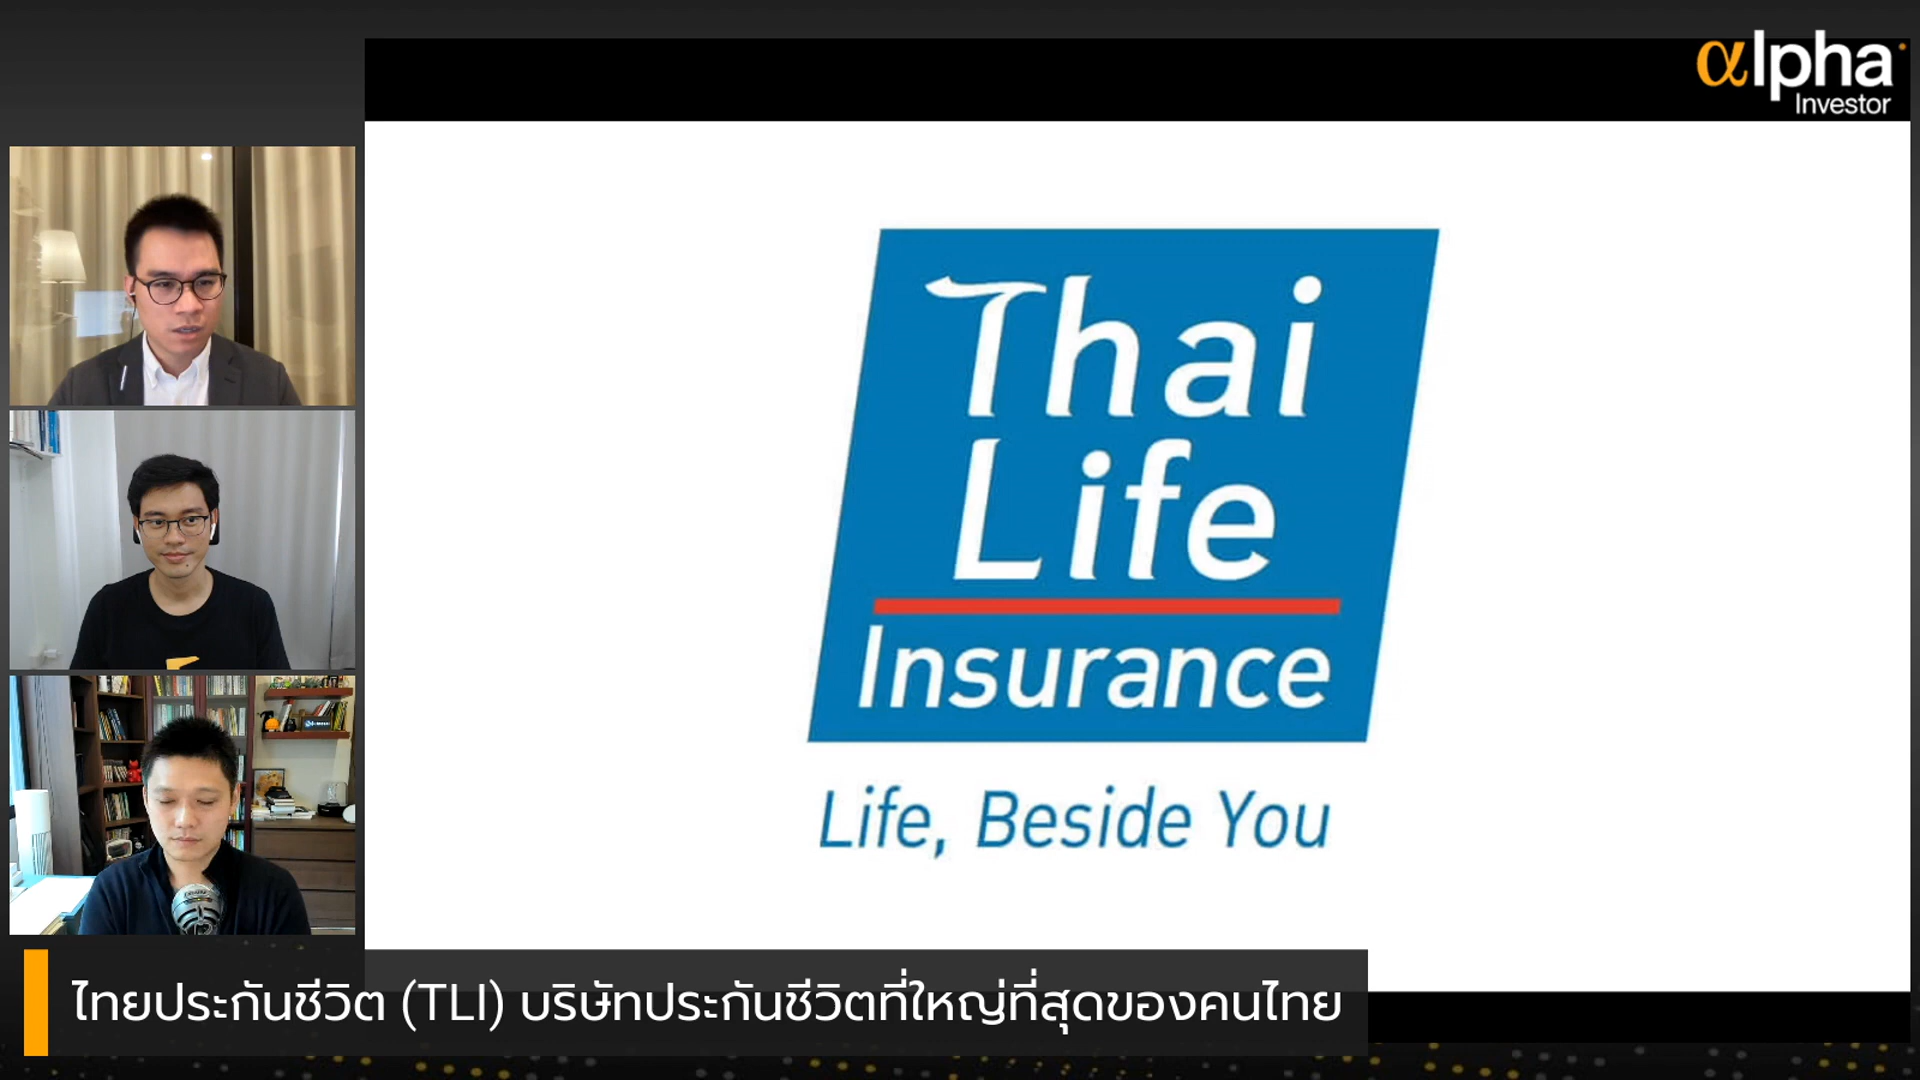 αlpha
Investor
Thai
Life
Insurance
Life, Beside You
ไทยประกันชีวิต (TLI) บริษัทประกันชีวิตที่ใหญ่ที่สุดของคนไทย